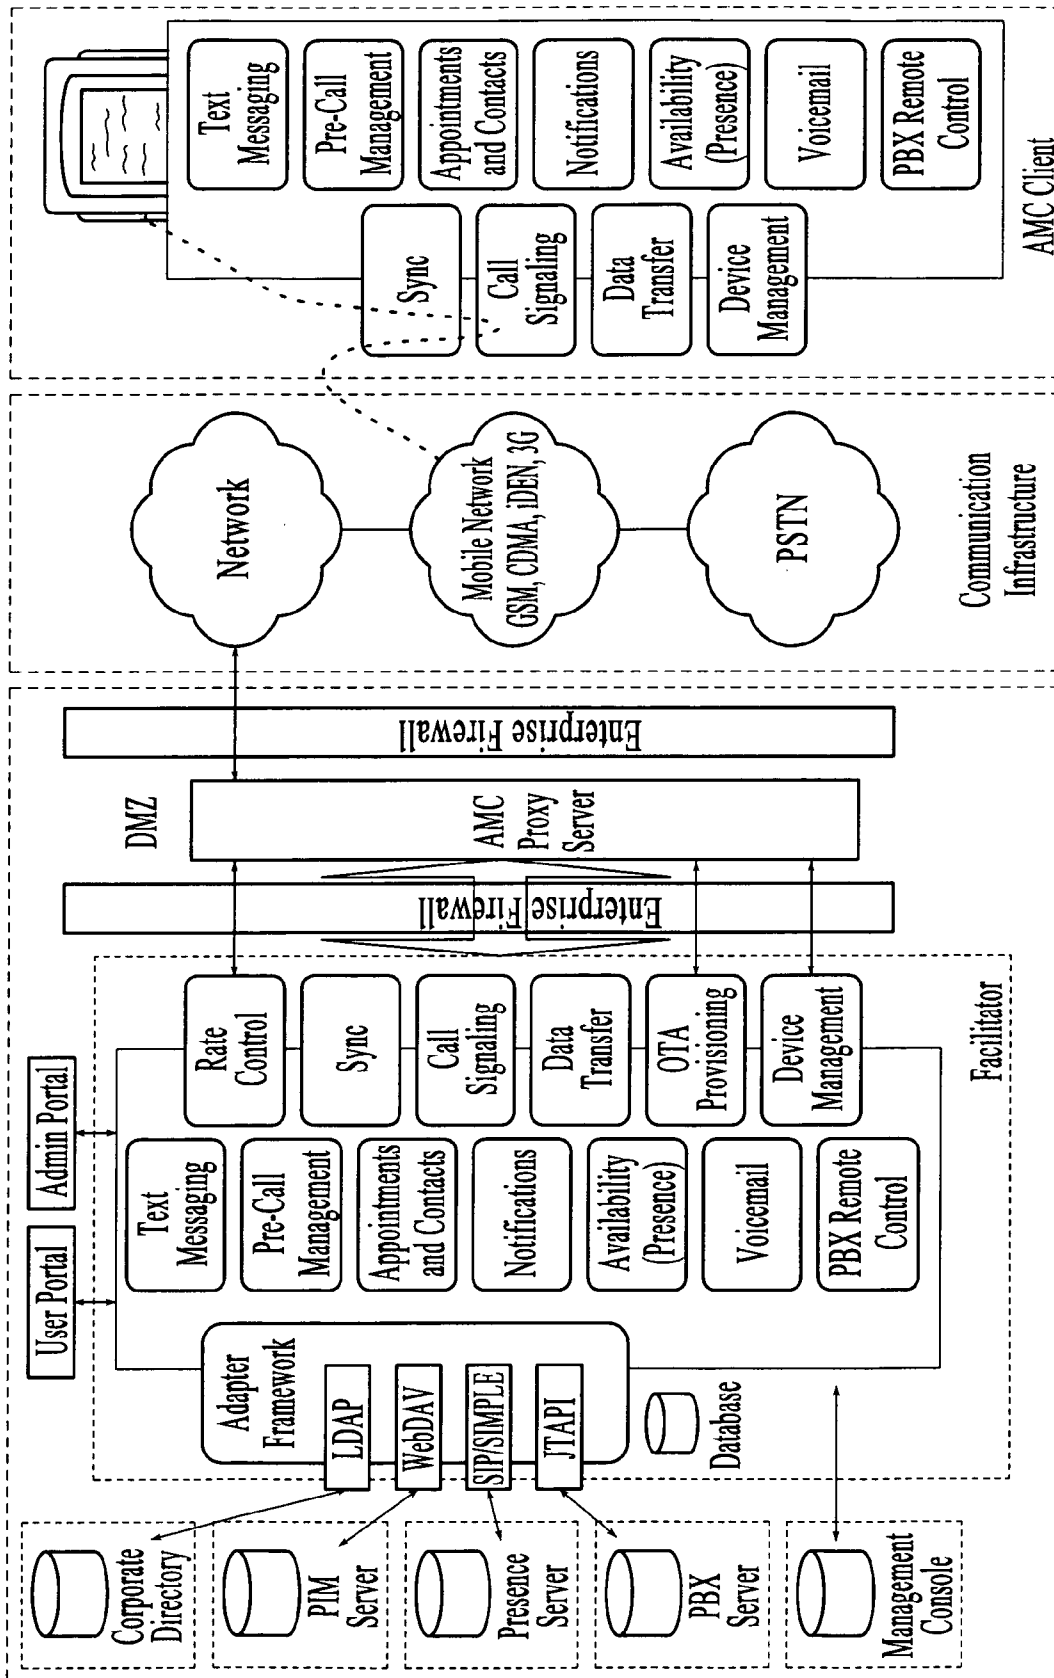 Corporate
Directory
PIM
Server
Presence
Server
PBX
Server
Management
Console
User Portal
Admin Portal
Adapter
Framework
LDAP
WebDAV
SIP/SIMPLE
JTAPI
Database
Text
Messaging
Pre-Call
Management
Appointments
and Contacts
Notifications
Availability
(Presence)
Voicemail
PBX Remote
Control
Rate
Control
Sync
Call
Signaling
Data
Transfer
OTA
Provisioning
Device
Management
Facilitator
Enterprise Firewall
DMZ
AMC
Proxy
Server
Enterprise Firewall
Network
Mobile Network
GSM, CDMA, iDEN, 3G
PSTN
Communication
Infrastructure
Sync
Call
Signaling
Data
Transfer
Device
Management
Text
Messaging
Pre-Call
Management
Appointments
and Contacts
Notifications
Availability
(Presence)
Voicemail
PBX Remote
Control
AMC Client